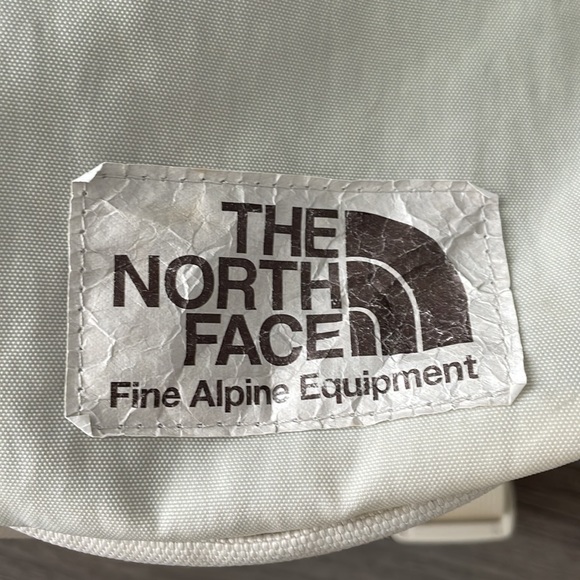 THE
NORTH
FACE
Fine Alpine Equipment